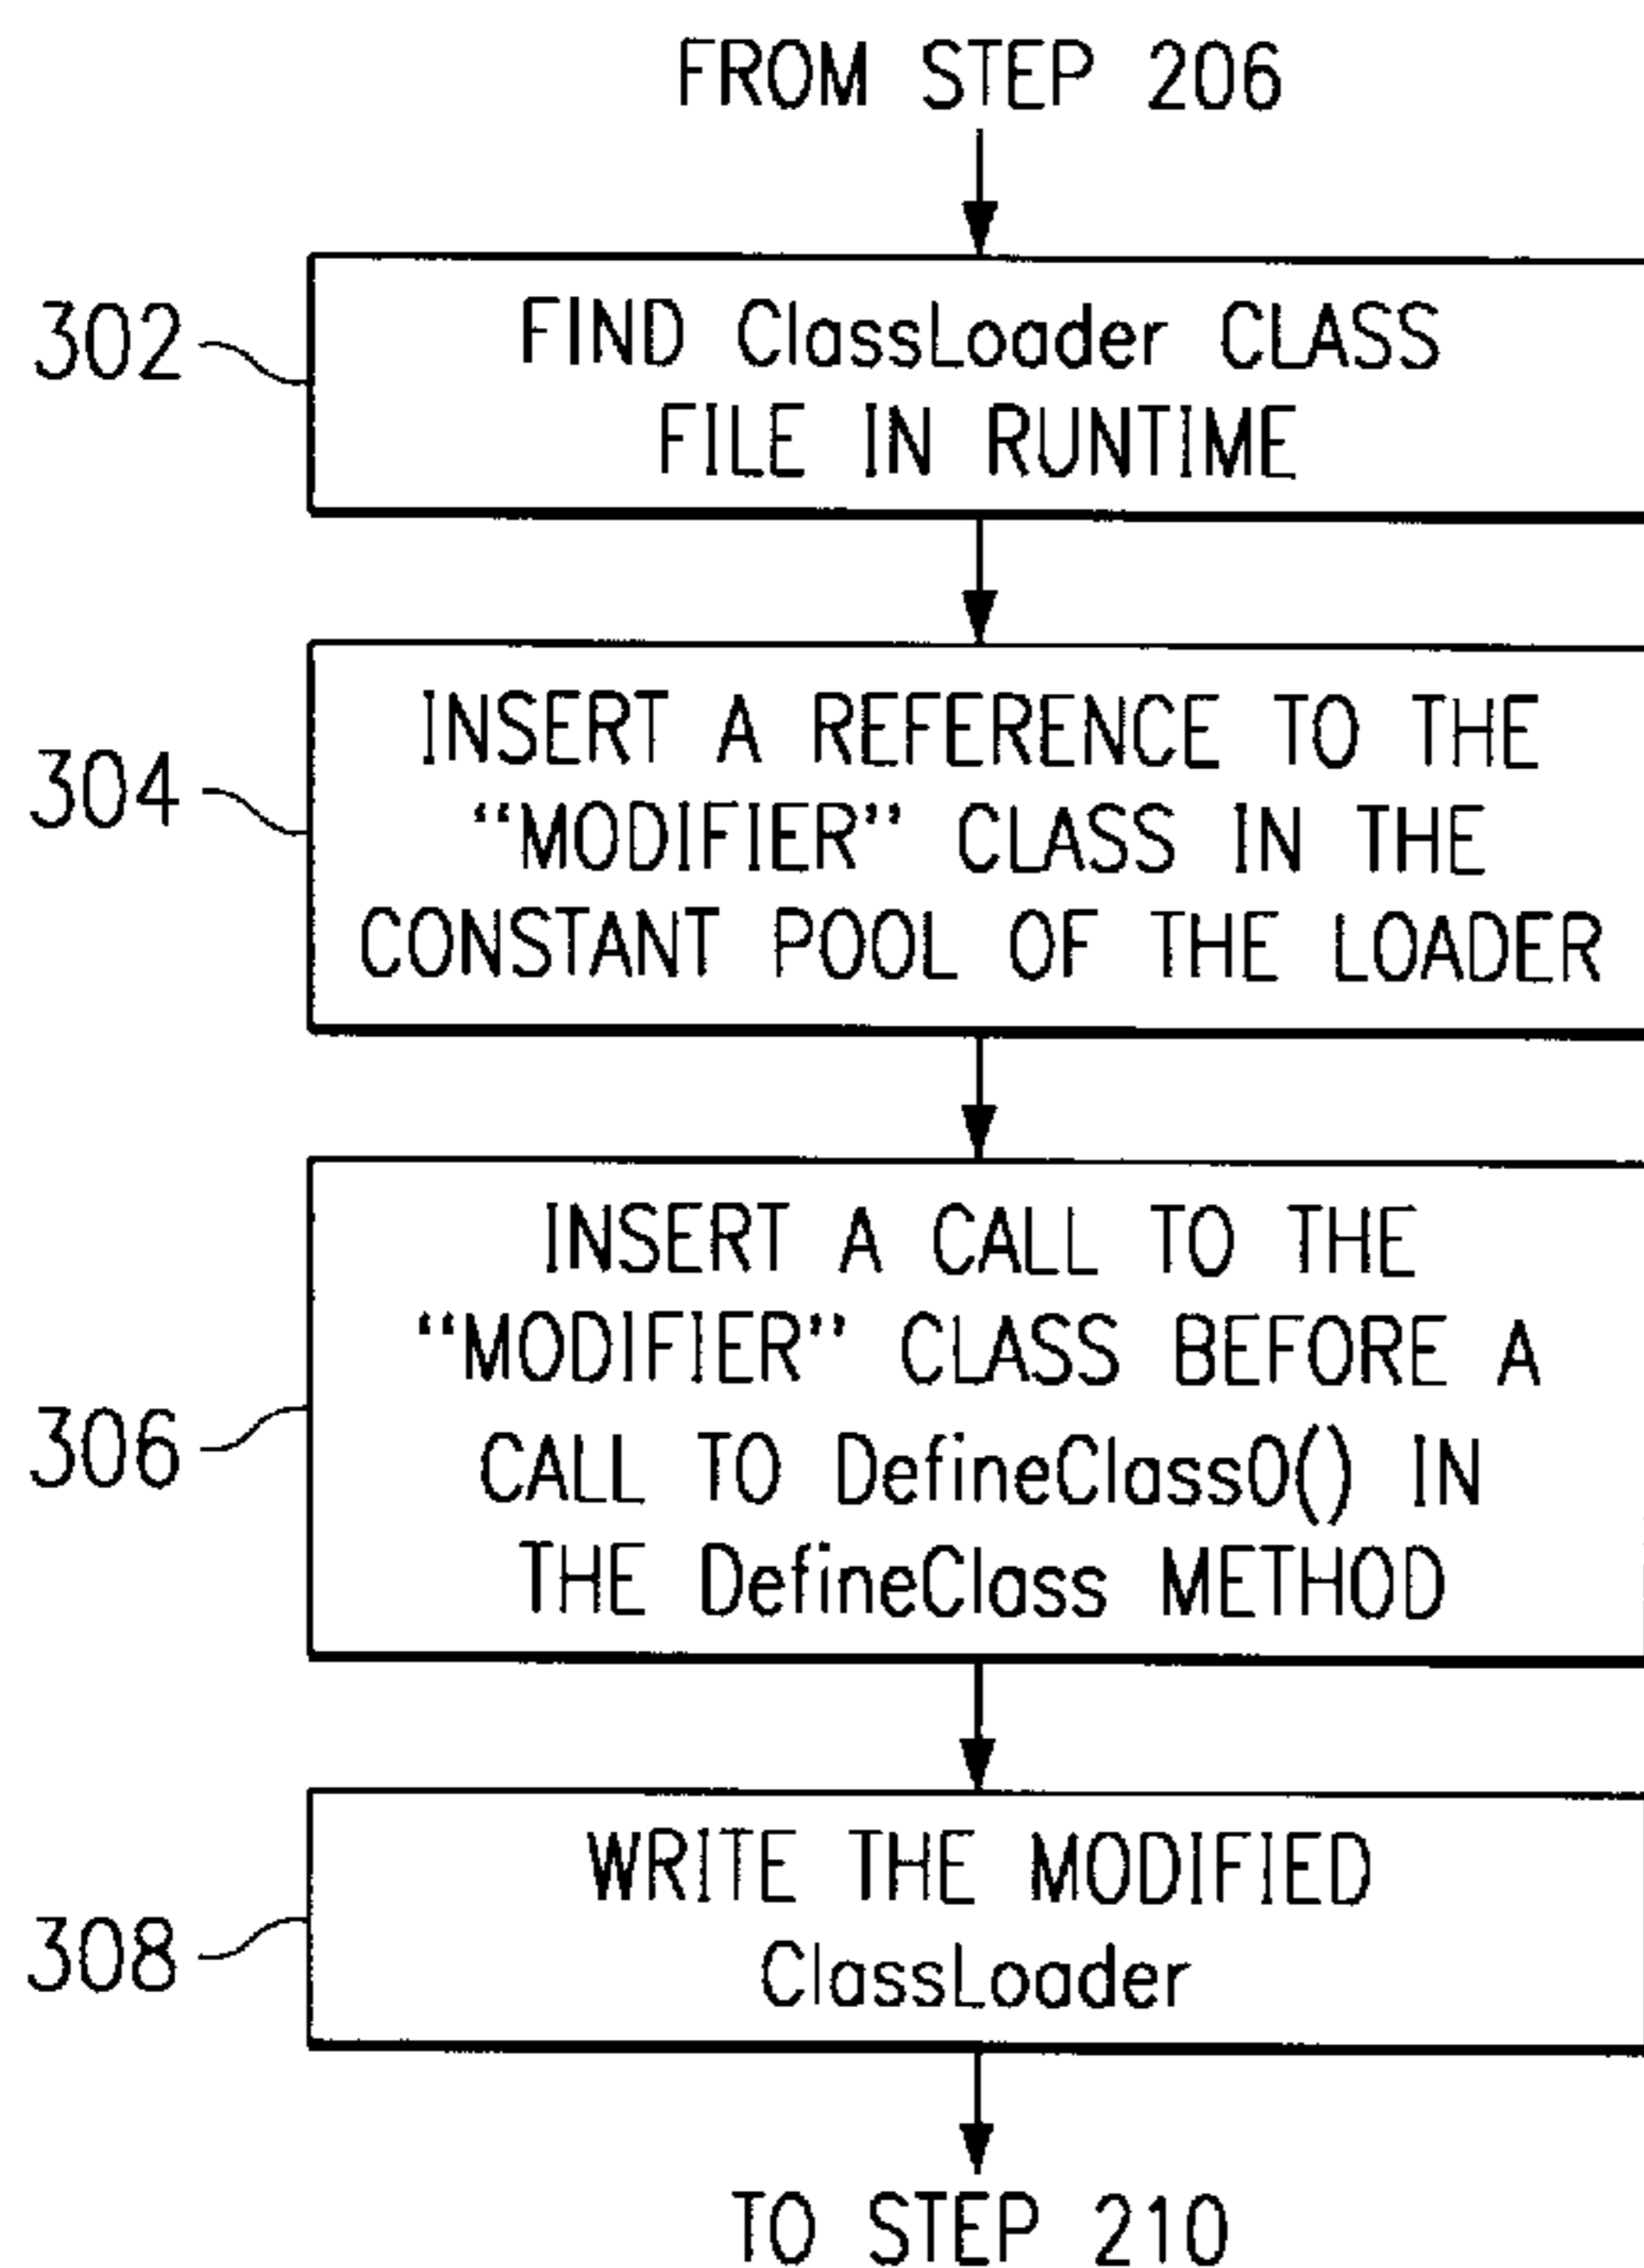 FROM STEP 206
302
FIND ClassLoader CLASS
FILE IN RUNTIME
304
INSERT A REFERENCE TO THE
“MODIFIER” CLASS IN THE
CONSTANT POOL OF THE LOADER
306
INSERT A CALL TO THE
“MODIFIER” CLASS BEFORE A
CALL TO DefineClass0() IN
THE DefineClass METHOD
308
WRITE THE MODIFIED
ClassLoader
TO STEP 210